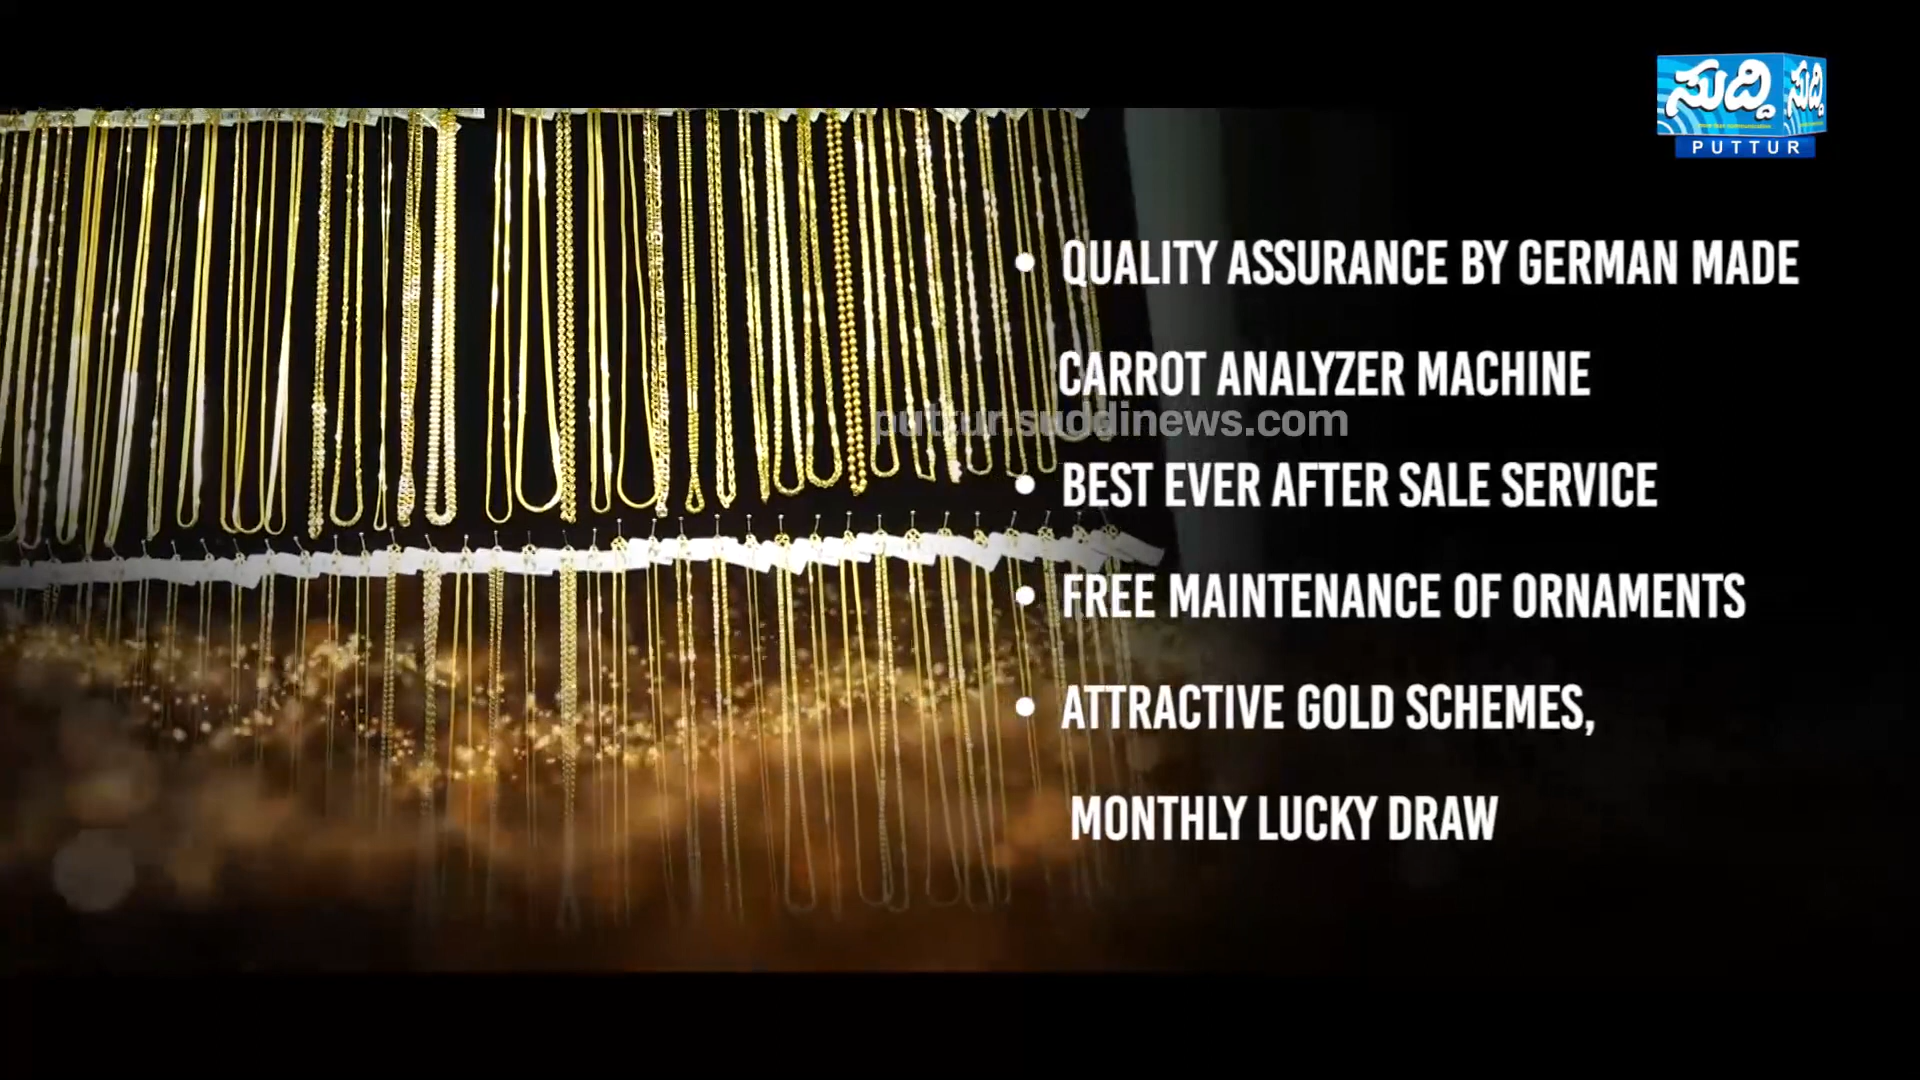 ಸುದ್ದಿ ಸುದ್ದಿ
PUTTUR
• QUALITY ASSURANCE BY GERMAN MADE
CARROT ANALYZER MACHINE
puttur.suddinews.com
• BEST EVER AFTER SALE SERVICE
• FREE MAINTENANCE OF ORNAMENTS
• ATTRACTIVE GOLD SCHEMES,
MONTHLY LUCKY DRAW